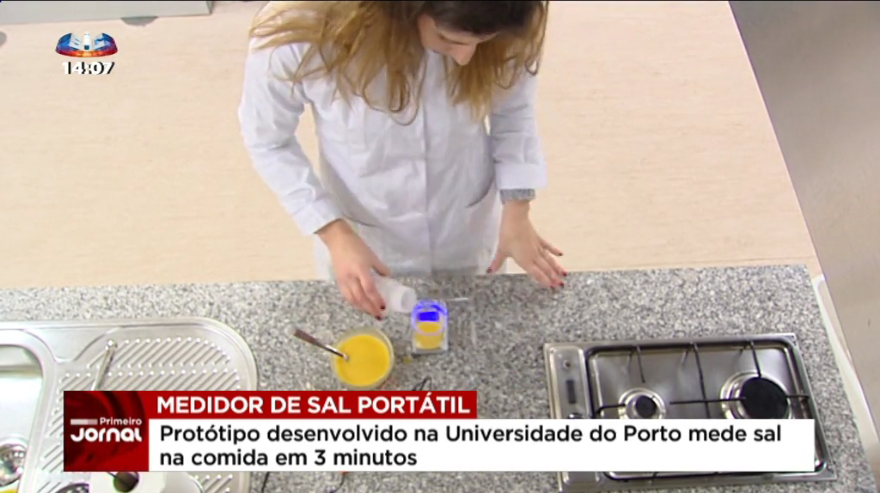 14:07
MEDIDOR DE SAL PORTÁTIL
Primeiro
Jornal
Protótipo desenvolvido na Universidade do Porto mede sal
na comida em 3 minutos